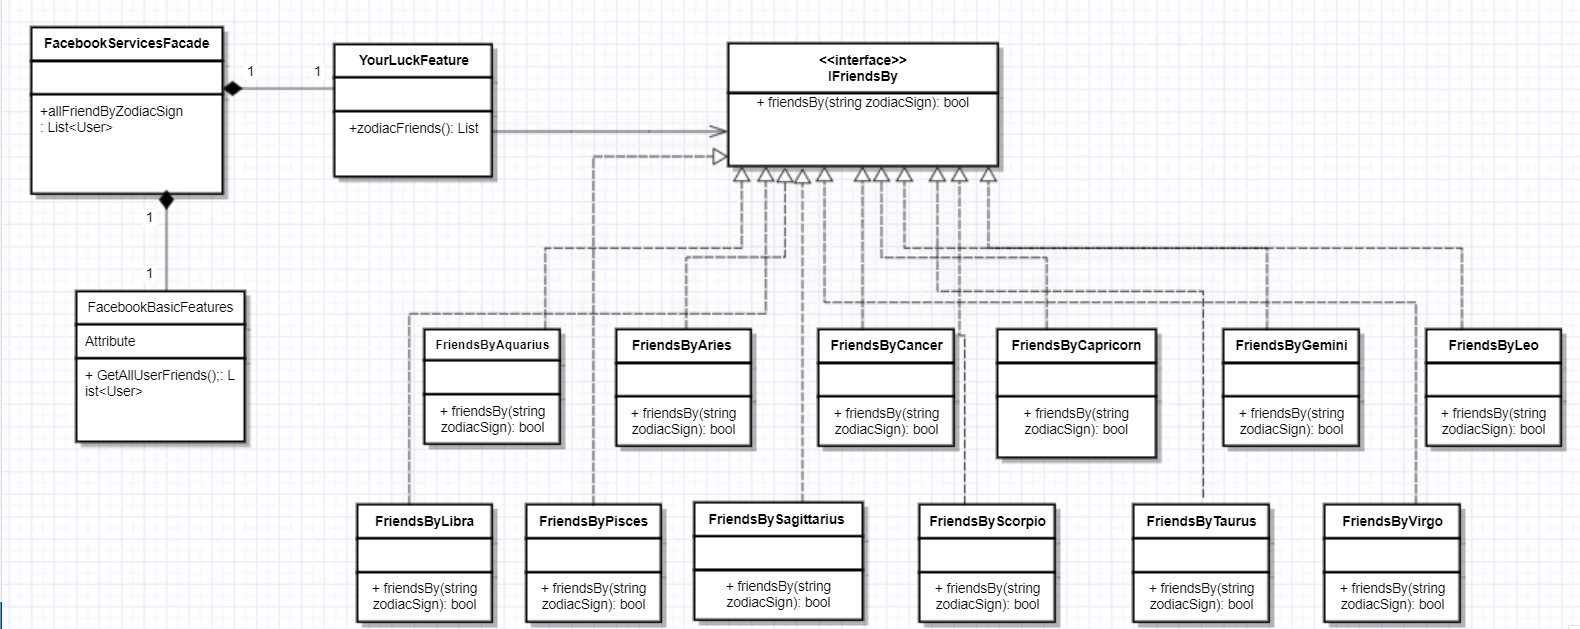 FacebookServicesFacade
+allFriendByZodiacSign
: List<User>
1
1
YourLuckFeature
+zodiacFriends(): List
<<interface>>
IFriendsBy
+ friendsBy(string zodiacSign): bool
1
1
FacebookBasicFeatures
Attribute
+ GetAllUserFriends();: L
ist<User>
FriendsByAquarius
+ friendsBy(string
zodiacSign): bool
FriendsByAries
+ friendsBy(string
zodiacSign): bool
FriendsByCancer
+ friendsBy(string
zodiacSign): bool
FriendsByCapricorn
+ friendsBy(string
zodiacSign): bool
FriendsByGemini
+ friendsBy(string
zodiacSign): bool
FriendsByLeo
+ friendsBy(string
zodiacSign): bool
FriendsByLibra
+ friendsBy(string
zodiacSign): bool
FriendsByPisces
+ friendsBy(string
zodiacSign): bool
FriendsBySagittarius
+ friendsBy(string
zodiacSign): bool
FriendsByScorpio
+ friendsBy(string
zodiacSign): bool
FriendsByTaurus
+ friendsBy(string
zodiacSign): bool
FriendsByVirgo
+ friendsBy(string
zodiacSign): bool